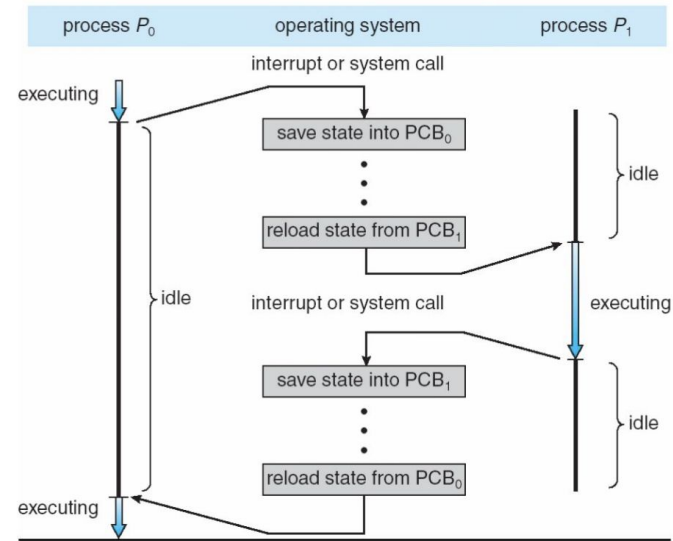 process P₀ operating system process P₁
interrupt or system call
executing
save state into PCB₀
idle
reload state from PCB₁
idle
interrupt or system call
executing
save state into PCB₁
idle
reload state from PCB₀
executing